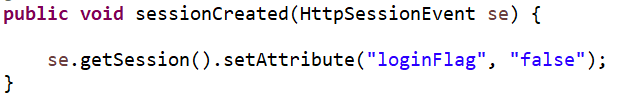 public void sessionCreated(HttpSessionEvent se) {
se.getSession().setAttribute("loginFlag", "false");
}